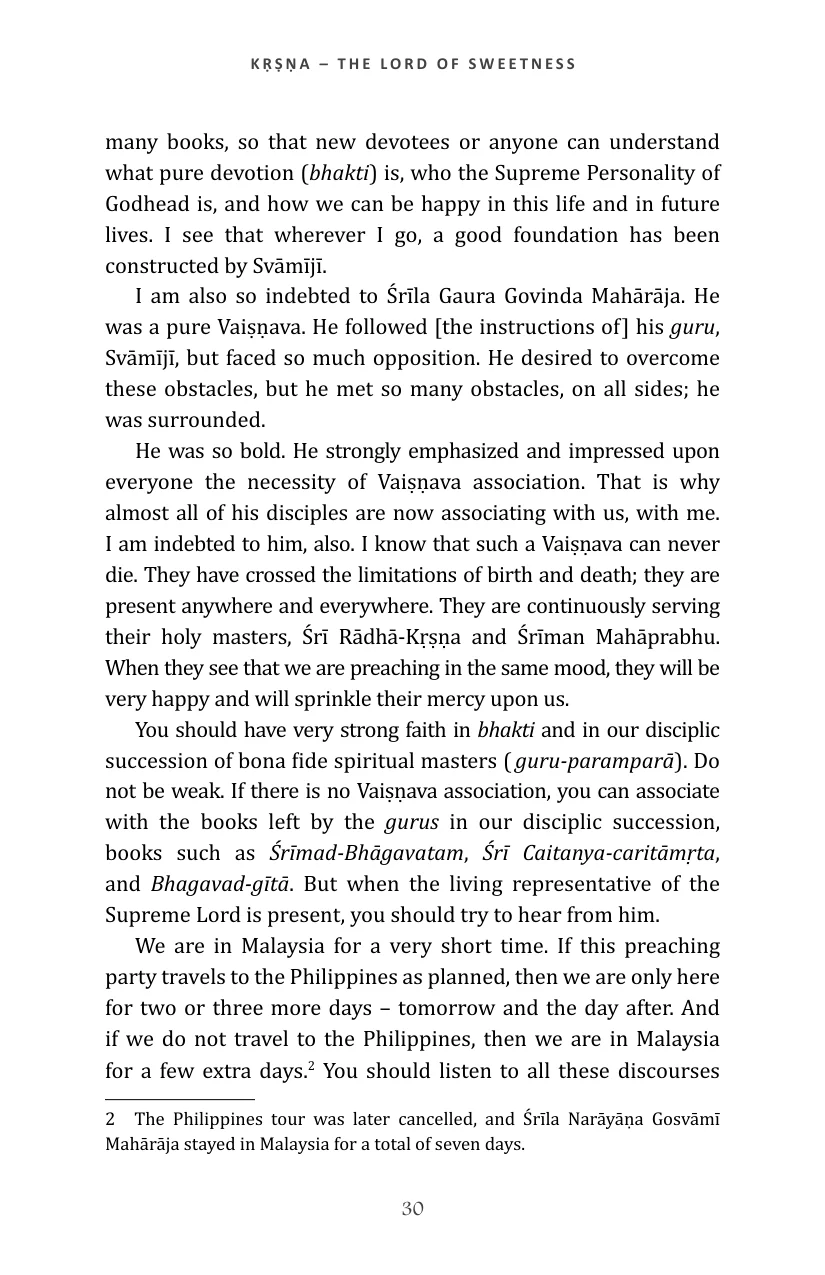 KṚṢṆA – THE LORD OF SWEETNESS
many books, so that new devotees or anyone can understand
what pure devotion (bhakti) is, who the Supreme Personality of
Godhead is, and how we can be happy in this life and in future
lives. I see that wherever I go, a good foundation has been
constructed by Svāmījī.
I am also so indebted to Śrīla Gaura Govinda Mahārāja. He
was a pure Vaiṣṇava. He followed [the instructions of] his guru,
Svāmījī, but faced so much opposition. He desired to overcome
these obstacles, but he met so many obstacles, on all sides; he
was surrounded.
He was so bold. He strongly emphasized and impressed upon
everyone the necessity of Vaiṣṇava association. That is why
almost all of his disciples are now associating with us, with me.
I am indebted to him, also. I know that such a Vaiṣṇava can never
die. They have crossed the limitations of birth and death; they are
present anywhere and everywhere. They are continuously serving
their holy masters, Śrī Rādhā-Kṛṣṇa and Śrīman Mahāprabhu.
When they see that we are preaching in the same mood, they will be
very happy and will sprinkle their mercy upon us.
You should have very strong faith in bhakti and in our disciplic
succession of bona fide spiritual masters (guru-paramparā). Do
not be weak. If there is no Vaiṣṇava association, you can associate
with the books left by the gurus in our disciplic succession,
books such as Śrīmad-Bhāgavatam, Śrī Caitanya-caritāmṛta,
and Bhagavad-gītā. But when the living representative of the
Supreme Lord is present, you should try to hear from him.
We are in Malaysia for a very short time. If this preaching
party travels to the Philippines as planned, then we are only here
for two or three more days – tomorrow and the day after. And
if we do not travel to the Philippines, then we are in Malaysia
for a few extra days.2 You should listen to all these discourses
2 The Philippines tour was later cancelled, and Śrīla Narāyāṇa Gosvāmī
Mahārāja stayed in Malaysia for a total of seven days.
30